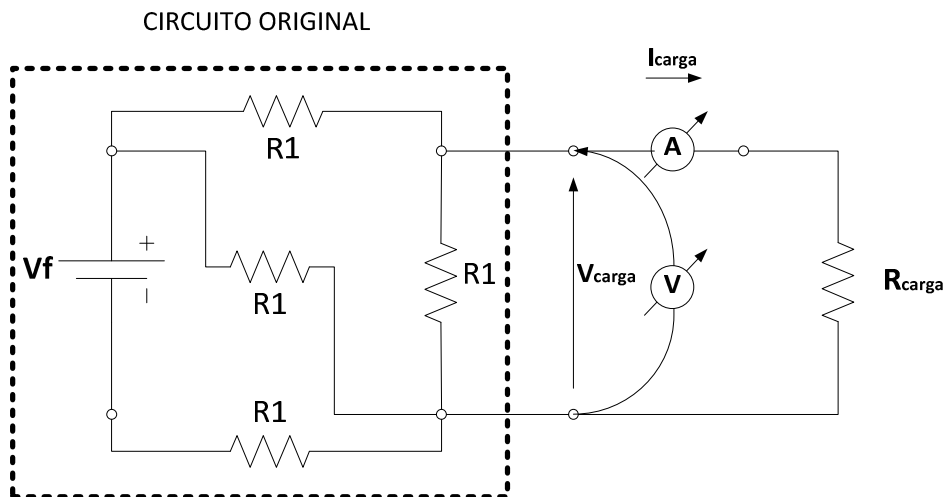 CIRCUITO ORIGINAL
Icarga
R1
A
+
Vf
R1
R1
Vcarga
V
Rcarga
R1